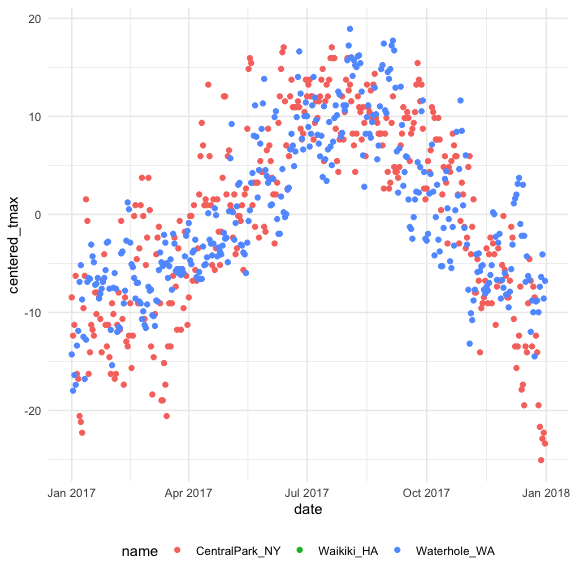 20
10
0
-10
-20
centered_tmax
Jan 2017
Apr 2017
Jul 2017
Oct 2017
Jan 2018
date
name
CentralPark_NY
Waikiki_HA
Waterhole_WA